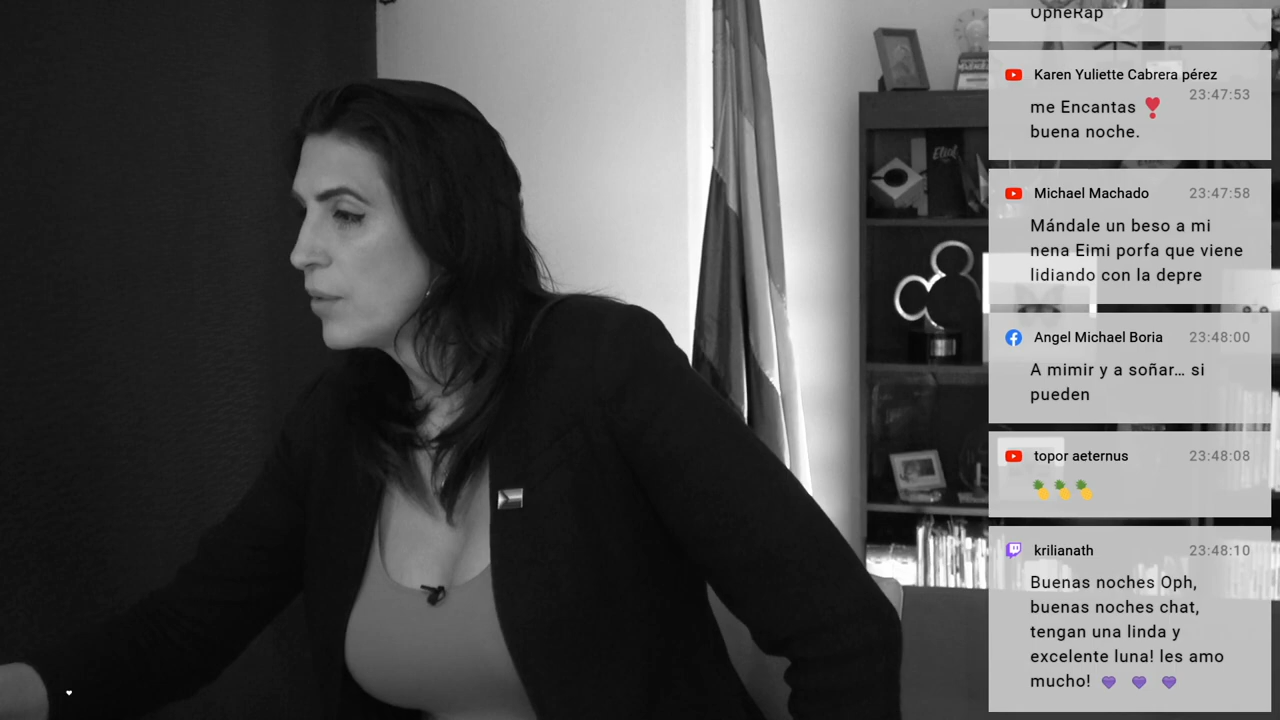 OpheRap
Karen Yuliette Cabrera pérez
23:47:53
me Encantas ❣️
buena noche.
Michael Machado 23:47:58
Mándale un beso a mi
nena Eimi porfa que viene
lidiando con la depre
Angel Michael Boria 23:48:00
A mimir y a soñar... si
pueden
topor aeternus 23:48:08
🍍🍍🍍
krilianath 23:48:10
Buenas noches Oph,
buenas noches chat,
tengan una linda y
excelente luna! les amo
mucho! 💜 💜 💜